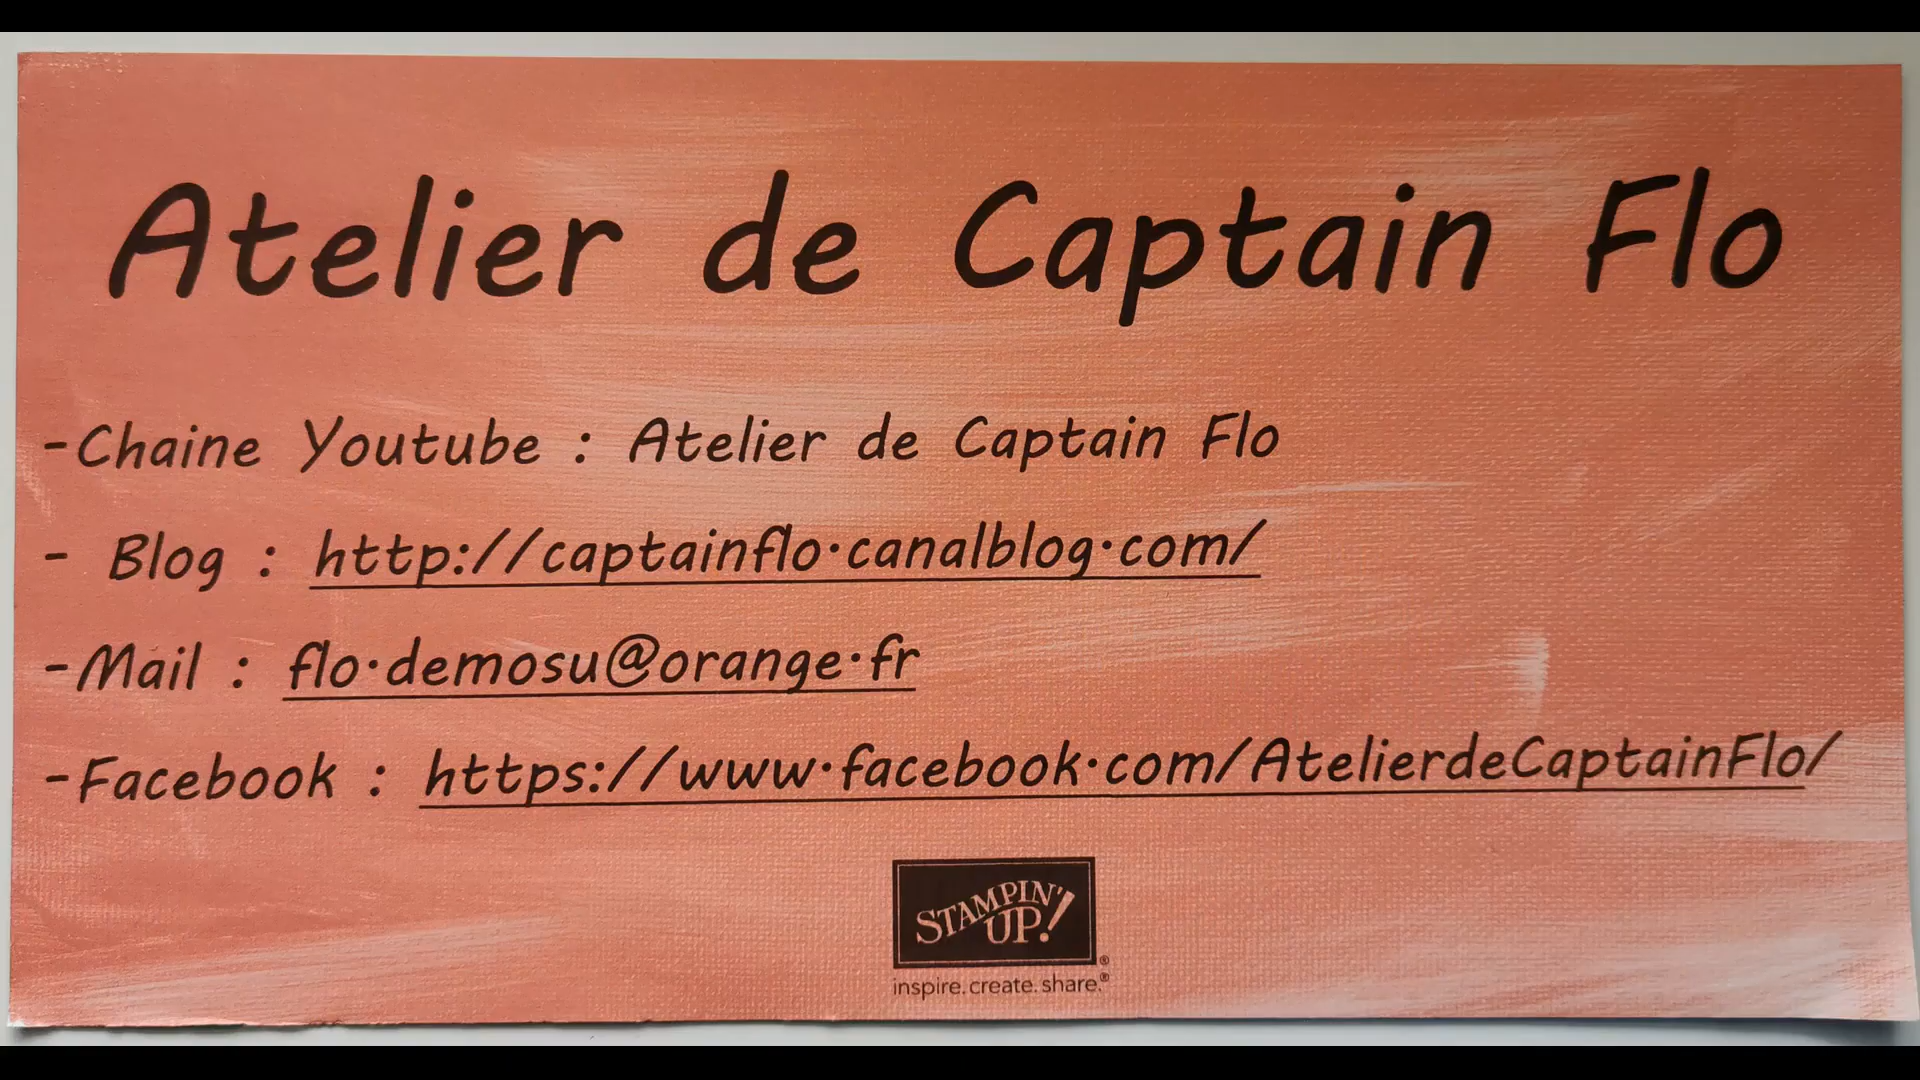 Atelier de Captain Flo
-Chaine Youtube : Atelier de Captain Flo
- Blog : http://captainflo.canalblog.com/
-Mail : flo.demosu@orange.fr
-Facebook : https://www.facebook.com/AtelierdeCaptainFlo/
STAMPIN' UP!®
inspire.create.share.®